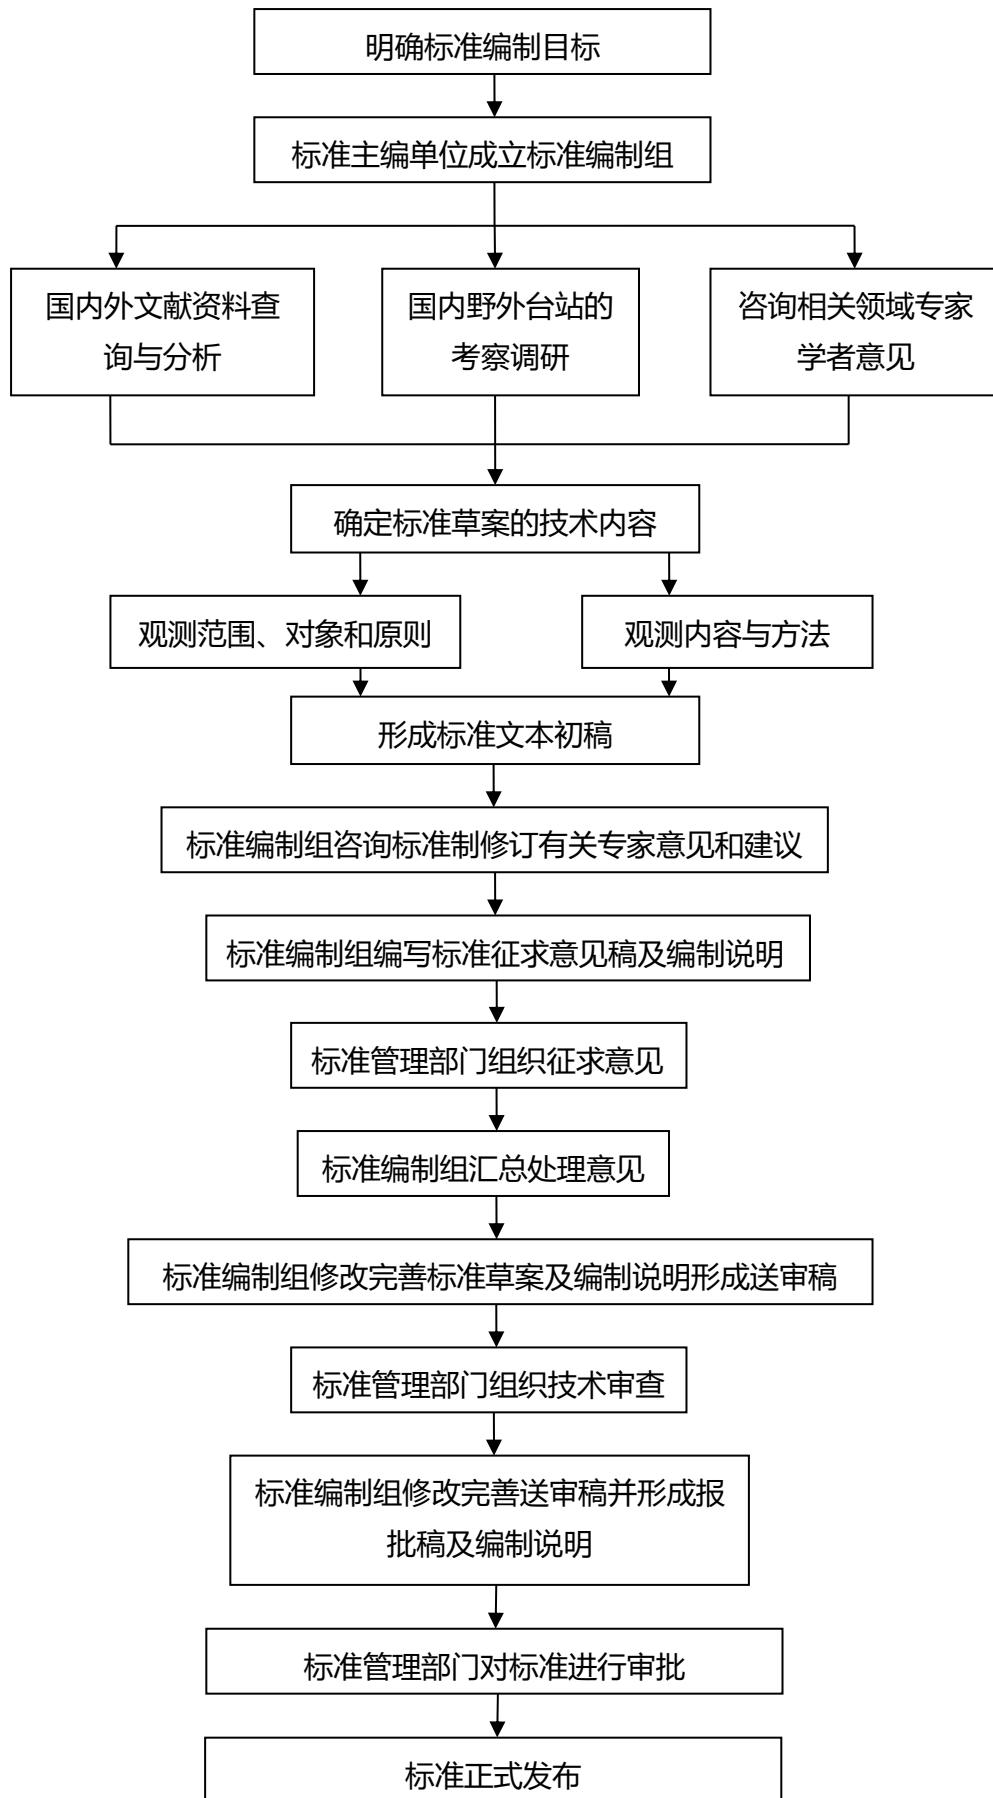 明确标准编制目标
标准主编单位成立标准编制组
国内外文献资料查
询与分析
国内野外台站的
考察调研
咨询相关领域专家
学者意见
确定标准草案的技术内容
观测范围、对象和原则
观测内容与方法
形成标准文本初稿
标准编制组咨询标准制修订有关专家意见和建议
标准编制组编写标准征求意见稿及编制说明
标准管理部门组织征求意见
标准编制组汇总处理意见
标准编制组修改完善标准草案及编制说明形成送审稿
标准管理部门组织技术审查
标准编制组修改完善送审稿并形成报
批稿及编制说明
标准管理部门对标准进行审批
标准正式发布